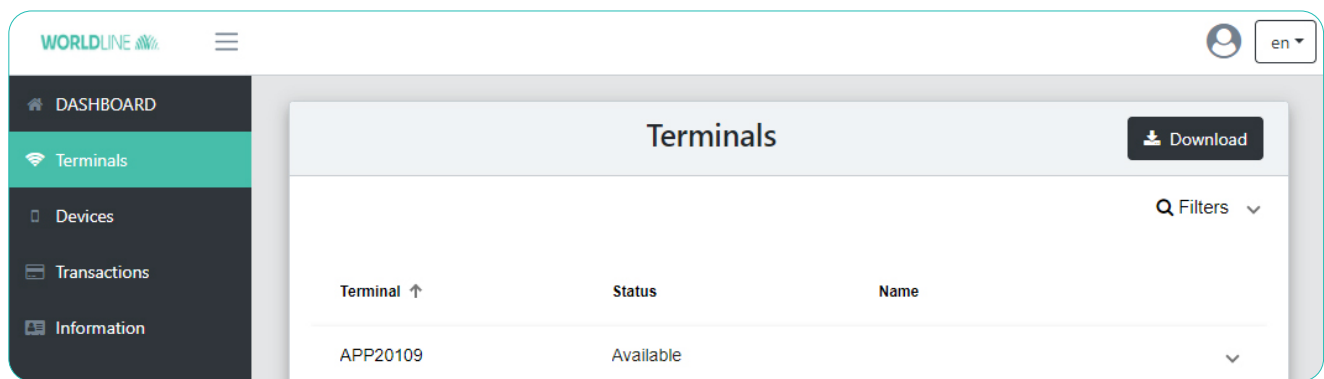 WORLDLINE
en
DASHBOARD
Terminals
Devices
Transactions
Information
Terminals
Download
Filters
Terminal ↑ Status Name
APP20109 Available